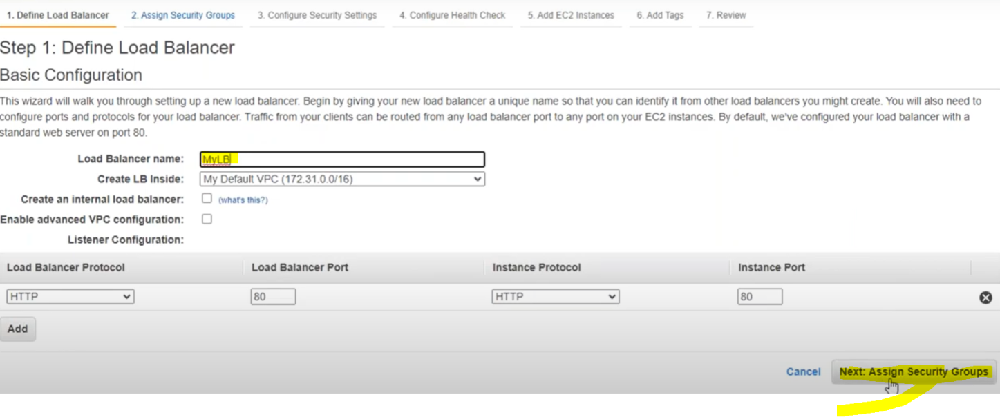 1. Define Load Balancer 2. Assign Security Groups 3. Configure Security Settings 4. Configure Health Check 5. Add EC2 Instances 6. Add Tags 7. Review
Step 1: Define Load Balancer
Basic Configuration
This wizard will walk you through setting up a new load balancer. Begin by giving your new load balancer a unique name so that you can identify it from other load balancers you might create. You will also need to
configure ports and protocols for your load balancer. Traffic from your clients can be routed from any load balancer port to any port on your EC2 instances. By default, we've configured your load balancer with a
standard web server on port 80.
Load Balancer name: MyLB
Create LB Inside: My Default VPC (172.31.0.0/16)
Create an internal load balancer: (what's this?)
Enable advanced VPC configuration:
Listener Configuration:
Load Balancer Protocol Load Balancer Port Instance Protocol Instance Port
HTTP 80 HTTP 80
Add
Cancel Next: Assign Security Groups